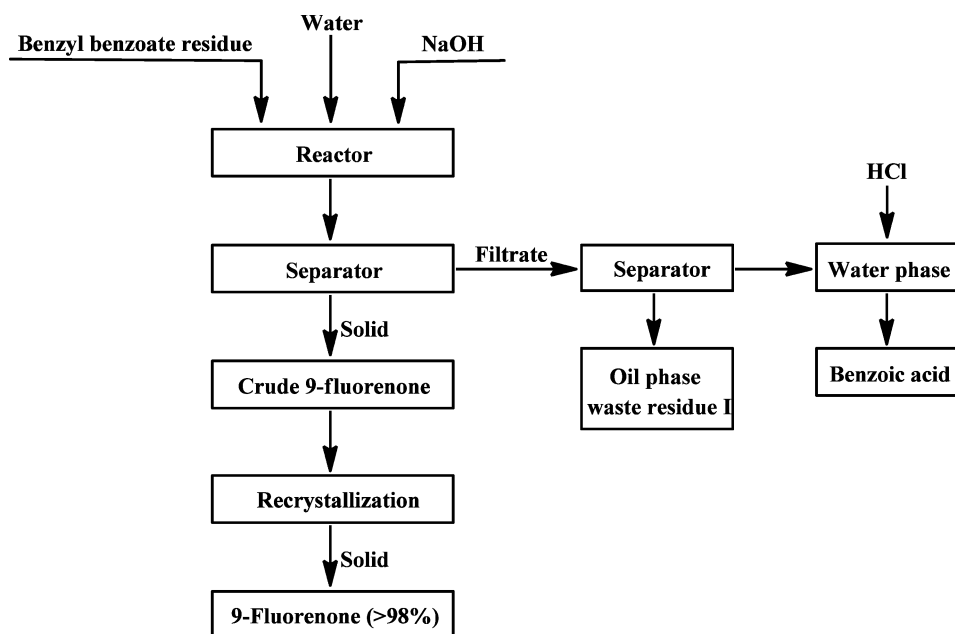 Water
Benzyl benzoate residue
NaOH
Reactor
HCl
Separator
Filtrate
Separator
Water phase
Solid
Crude 9-fluorenone
Oil phase
waste residue I
Benzoic acid
Recrystallization
Solid
9-Fluorenone (>98%)